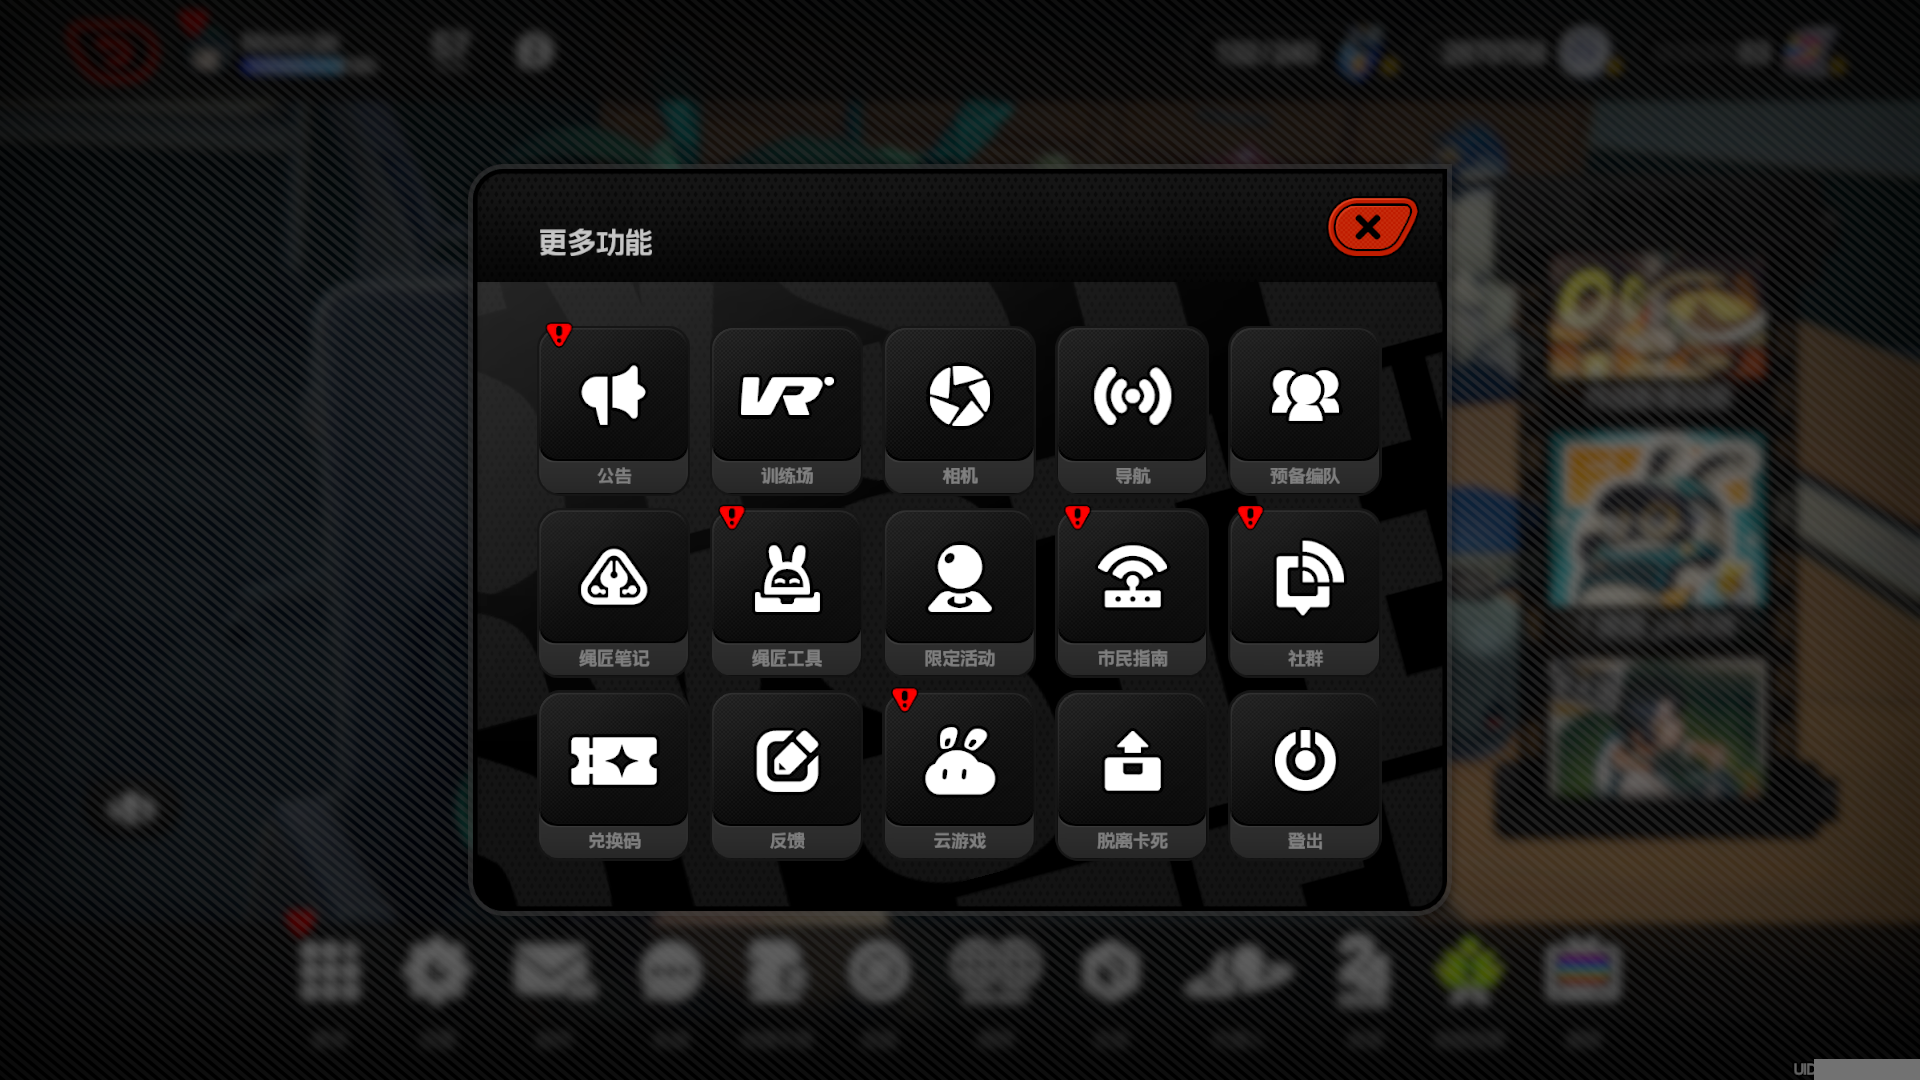 更多功能
公告
VR
训练场
相机
导航
预备编队
绳匠笔记
绳匠工具
限定活动
市民指南
社群
兑换码
反馈
云游戏
脱离卡死
登出
UID